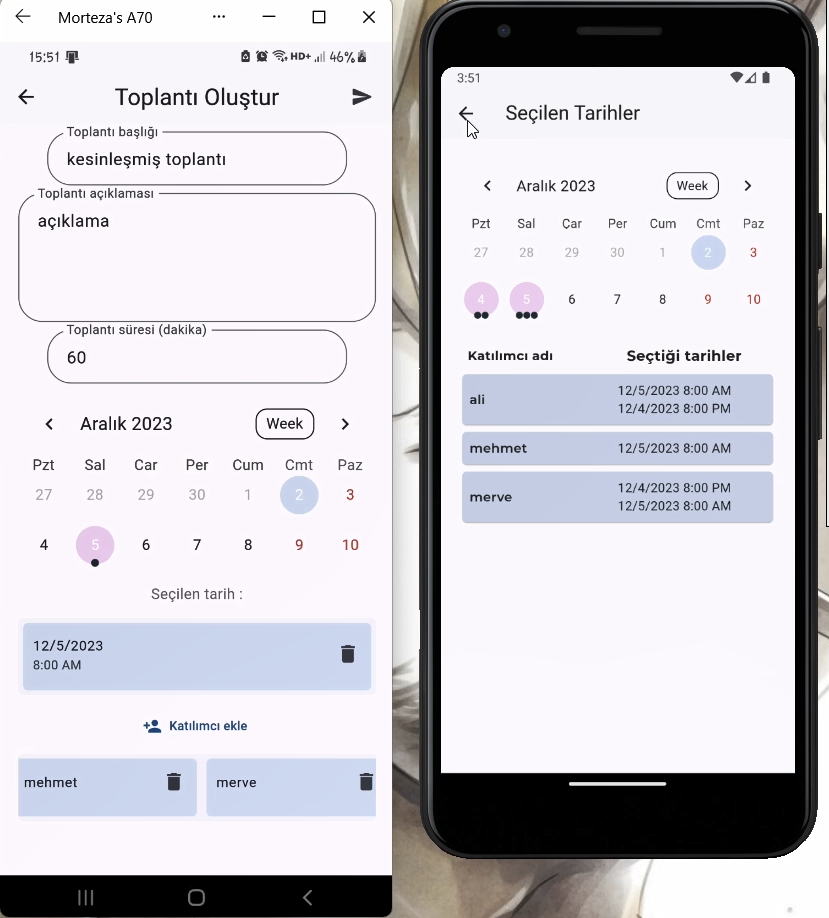 Morteza's A70
15:51 HD+ 46%
Toplantı Oluştur
Toplantı başlığı
kesinleşmiş toplantı
Toplantı açıklaması
açıklama
Toplantı süresi (dakika)
60
Aralık 2023 Week
Pzt Sal Çar Per Cum Cmt Paz
27 28 29 30 1 2 3
4 5 6 7 8 9 10
Seçilen tarih :
12/5/2023
8:00 AM
Katılımcı ekle
mehmet merve
3:51
Seçilen Tarihler
Aralık 2023 Week
Pzt Sal Çar Per Cum Cmt Paz
27 28 29 30 1 2 3
4 5 6 7 8 9 10
Katılımcı adı Seçtiği tarihler
ali
12/5/2023 8:00 AM
12/4/2023 8:00 PM
mehmet 12/5/2023 8:00 AM
merve
12/4/2023 8:00 PM
12/5/2023 8:00 AM